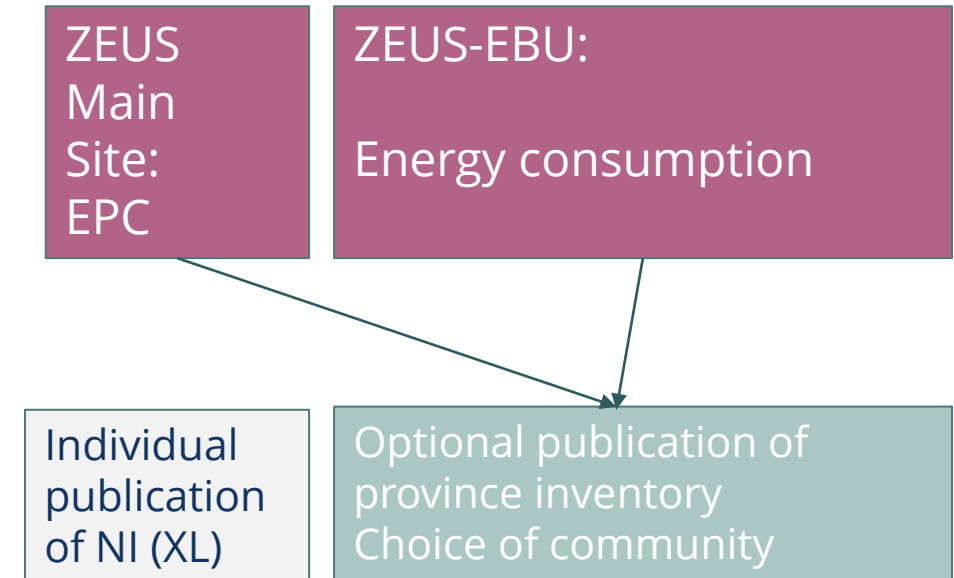 ZEUS
Main
Site:
EPC
ZEUS-EBU:
Energy consumption
Individual
publication
of NI (XL)
Optional publication of
province inventory
Choice of community